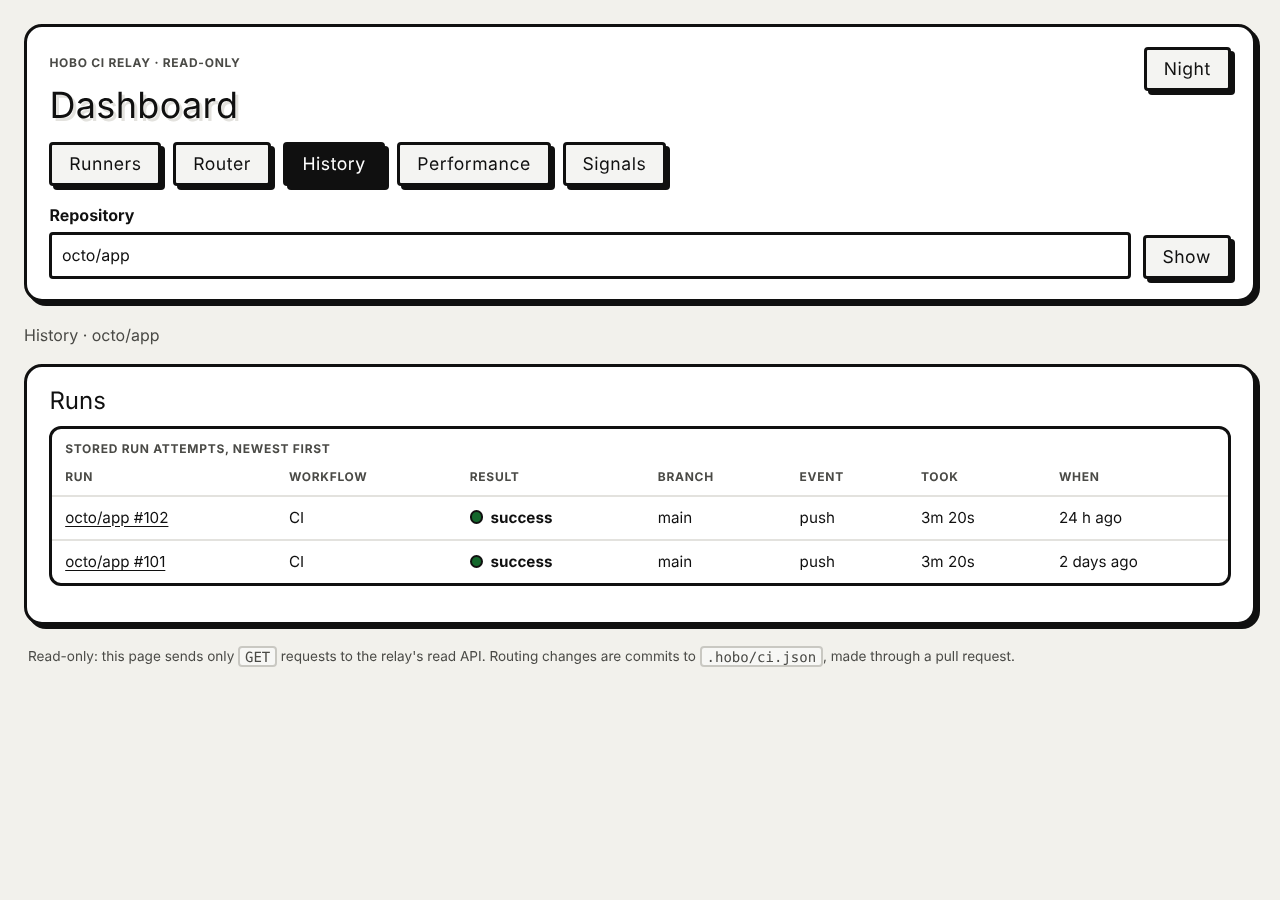 HOBO CI RELAY · READ-ONLY
Night
Dashboard
Runners Router History Performance Signals
Repository
octo/app
Show
History · octo/app
Runs
STORED RUN ATTEMPTS, NEWEST FIRST
RUN WORKFLOW RESULT BRANCH EVENT TOOK WHEN
octo/app #102 CI success main push 3m 20s 24 h ago
octo/app #101 CI success main push 3m 20s 2 days ago
Read-only: this page sends only GET requests to the relay's read API. Routing changes are commits to .hobo/ci.json, made through a pull request.